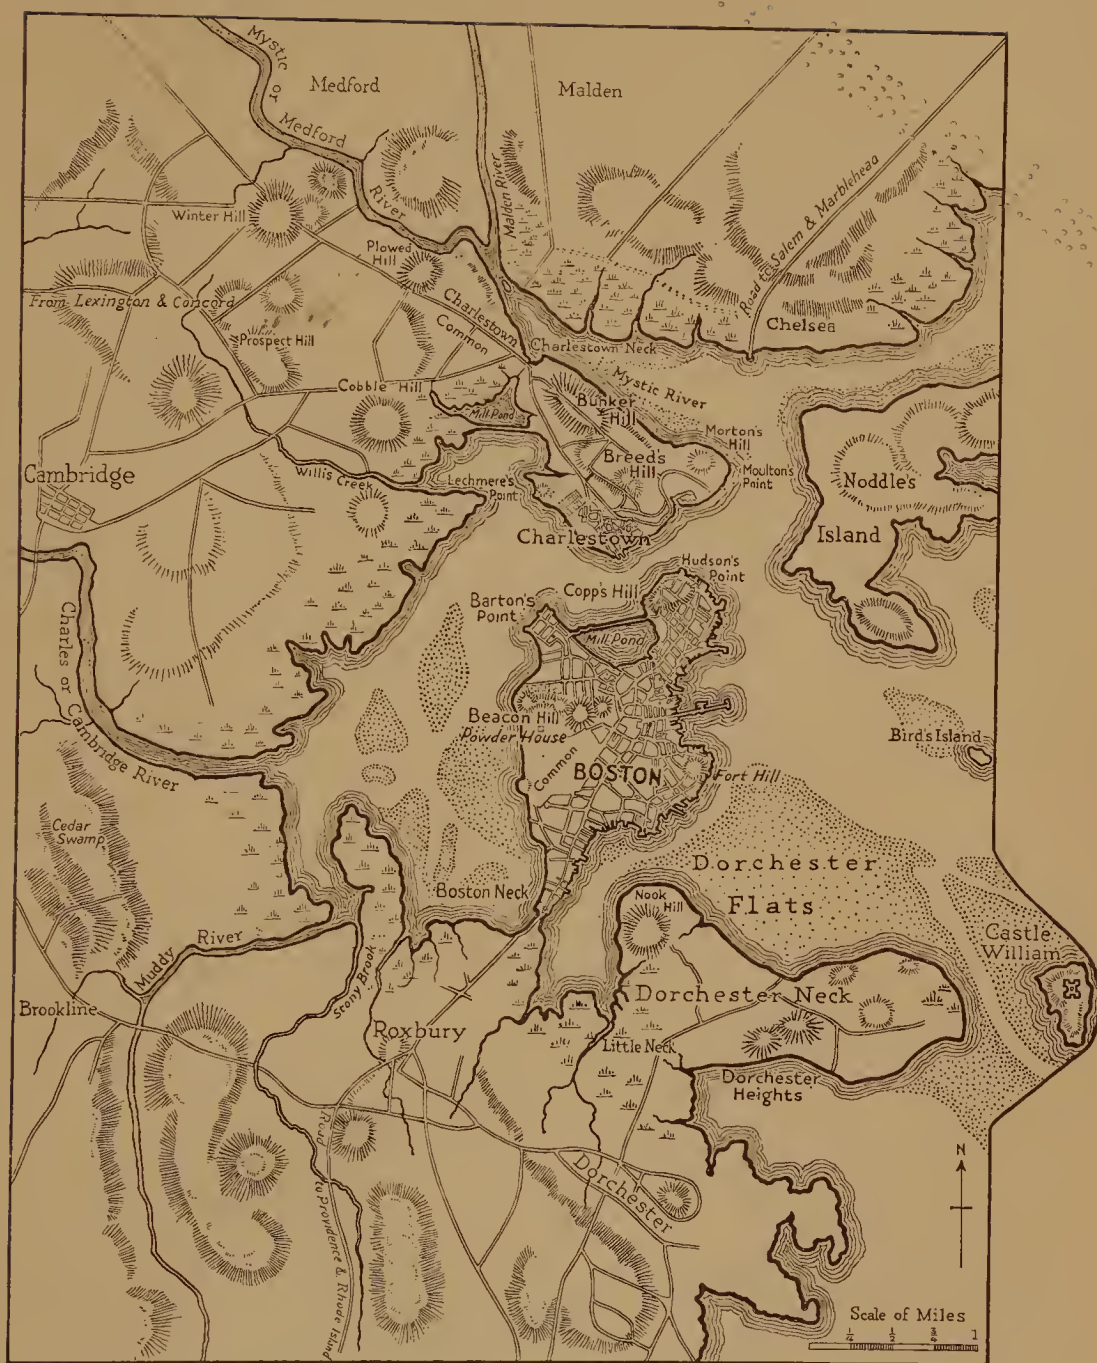 Mystic or Medford River
Medford
Malden
Malden River
Winter Hill
Plowed Hill
Road to Salem & Marblehead
From Lexington & Concord
Charlestown Common
Chelsea
Prospect Hill
Charlestown Neck
Cobble Hill
Mystic River
Mill Pond
Bunker Hill
Morton's Hill
Breed's Hill
Moulton's Point
Cambridge
Willis Creek
Lechmere's Point
Noddle's Island
Charlestown
Hudson's Point
Copp's Hill
Barton's Point
Mill Pond
Charles or Cambridge River
Beacon Hill
Powder House
Common
BOSTON
Fort Hill
Bird's Island
Cedar Swamp
Dorchester Flats
Boston Neck
Nook Hill
Castle William
Muddy River
Stony Brook
Dorchester Neck
Brookline
Roxbury
Little Neck
Dorchester Heights
Road to Providence & Rhode Island
Dorchester
N
Scale of Miles
1/4 1/2 3/4 1